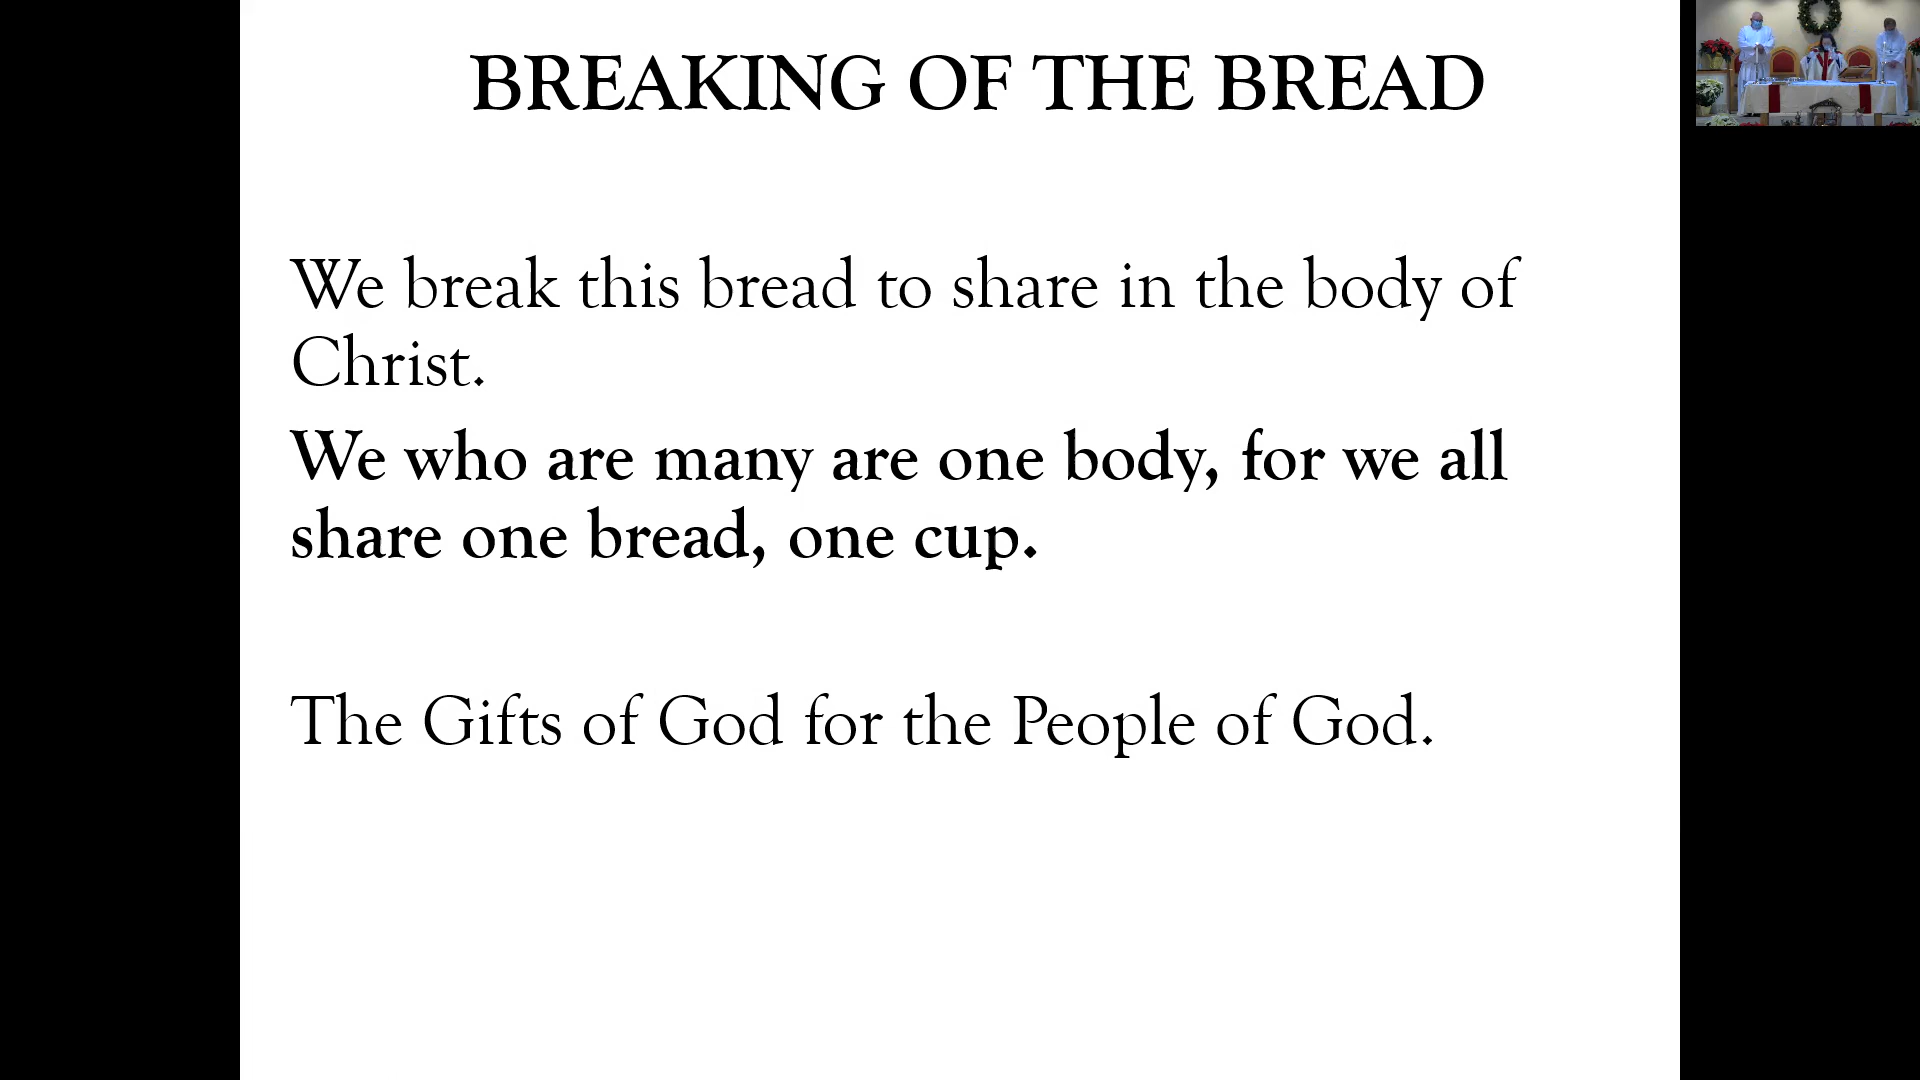 BREAKING OF THE BREAD
We break this bread to share in the body of
Christ.
We who are many are one body, for we all
share one bread, one cup.
The Gifts of God for the People of God.